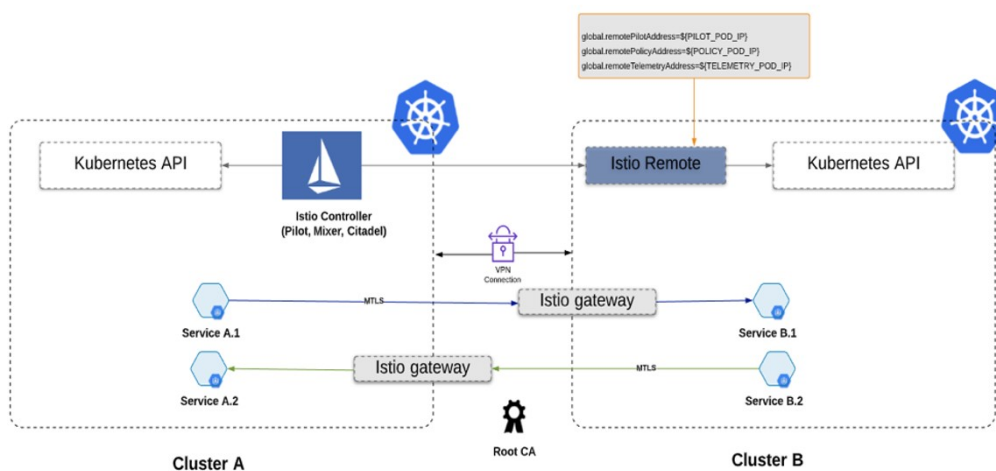 global.remotePilotAddress=${PILOT_POD_IP}
global.remotePolicyAddress=${POLICY_POD_IP}
global.remoteTelemetryAddress=${TELEMETRY_POD_IP}
Kubernetes API
Istio Remote
Kubernetes API
Istio Controller
(Pilot, Mixer, Citadel)
VPN
Connection
MTLS
Istio gateway
Service A.1
Service B.1
Istio gateway
MTLS
Service A.2
Service B.2
Root CA
Cluster A
Cluster B